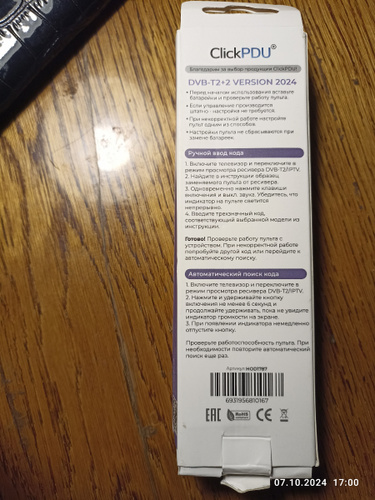 ClickPDU®
Благодарим за выбор продукции ClickPDU!
DVB-T2+2 VERSION 2024
• Перед началом использования вставьте
батарейки и проверьте работу пульта.
• Если управление производится
штатно - настройка не требуется.
• При некорректной работе настройте
пульт одним из способов.
• Настройки пульта не сбрасываются при
замене батареек.
Ручной ввод кода
1. Включите телевизор и переключите в
режим просмотра ресивера DVB-T2/IPTV.
2. Найдите в инструкции образец
заменяемого пульта от ресивера.
3. Одновременно нажмите клавиши
включения и выкл. звука. Убедитесь, что
индикатор на пульте светится
непрерывно.
4. Введите трехзначный код,
соответствующий выбранной модели из
инструкции.
Готово! Проверьте работу пульта с
устройством. При некорректной работе
попробуйте другой код или перейдите к
автоматическому поиску.
Автоматический поиск кода
1. Включите телевизор и переключите в
режим просмотра ресивера DVB-T2/IPTV.
2. Нажмите и удерживайте кнопку
включения не менее 6 секунд и
продолжайте удерживать, пока не увидите
индикатор громкости на экране.
3. При появлении индикатора немедленно
отпустите кнопку.
Проверьте работоспособность пульта. При
необходимости повторите автоматический
поиск еще раз.
Артикул HOD1787
6931956810167
EAC RoHS CE
07.10.2024 17:00